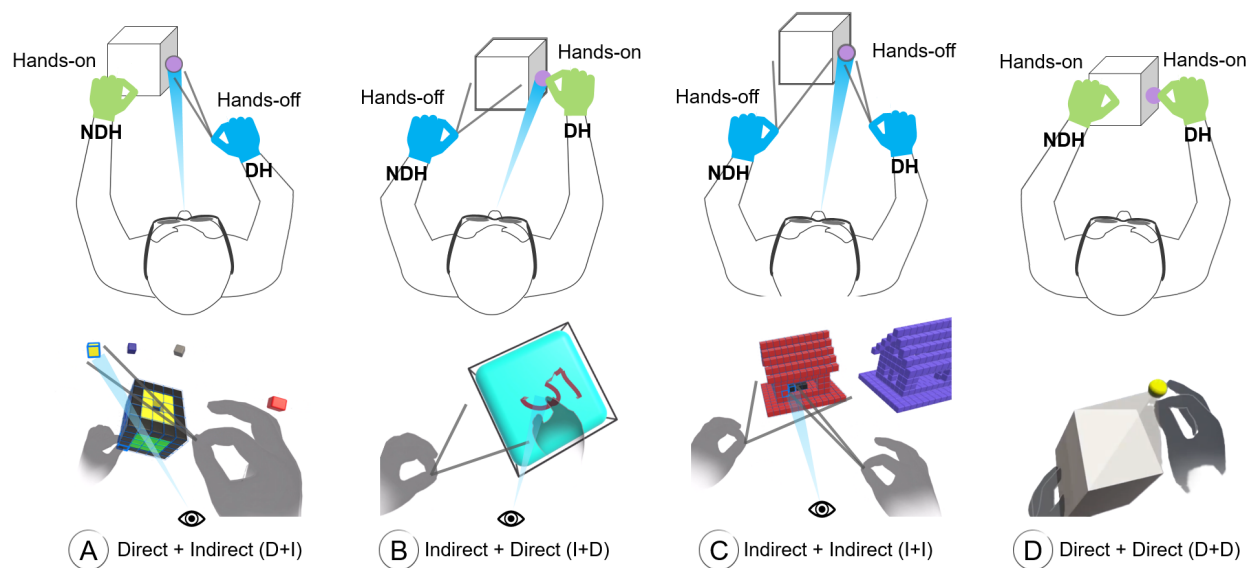 Hands-on
Hands-off
NDH
DH
Hands-off
Hands-on
NDH
DH
Hands-off
Hands-off
NDH
DH
Hands-on
Hands-on
NDH
DH
A Direct + Indirect (D+I)
B Indirect + Direct (I+D)
C Indirect + Indirect (I+I)
D Direct + Direct (D+D)